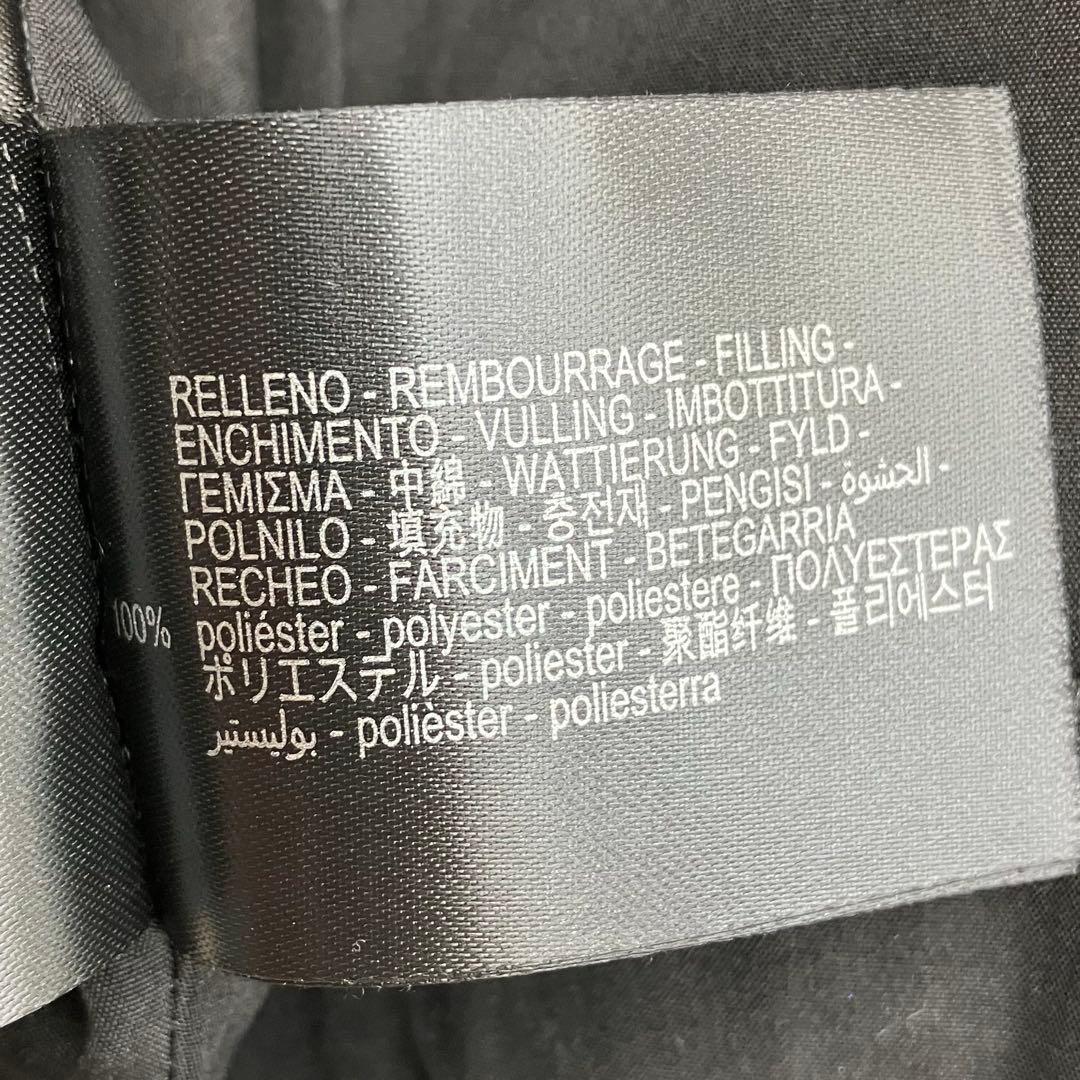 RELLENO - REMBOURRAGE - FILLING -
ENCHIMENTO - VULLING - IMBOTTITURA -
ΓΕΜΙΣΜΑ - 中綿 - WATTIERUNG - FYLD -
POLNILO - 填充物 - 충전재 - PENGISI - الحشوة -
RECHEO - FARCIMENT - BETEGARRIA
100% poliéster - polyester - poliestere - ΠΟΛΥΕΣΤΕΡΑΣ
ポリエステル - poliester - 聚酯纤维 - 폴리에스터
بوليستير - polièster - poliesterra